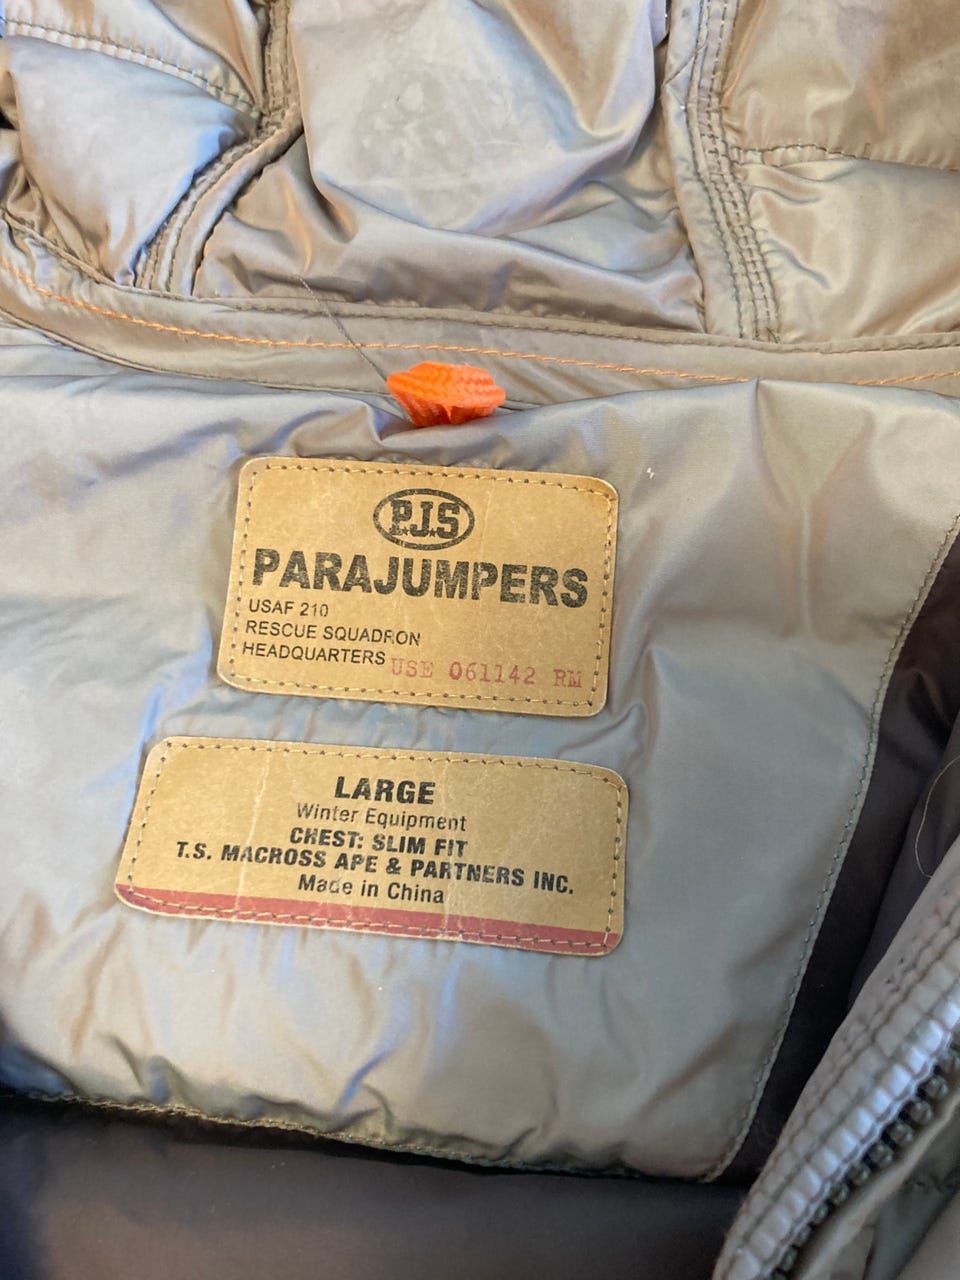 P.J.S
PARAJUMPERS
USAF 210
RESCUE SQUADRON
HEADQUARTERS USE 061142 RM
LARGE
Winter Equipment
CHEST: SLIM FIT
T.S. MACROSS APE & PARTNERS INC.
Made in China